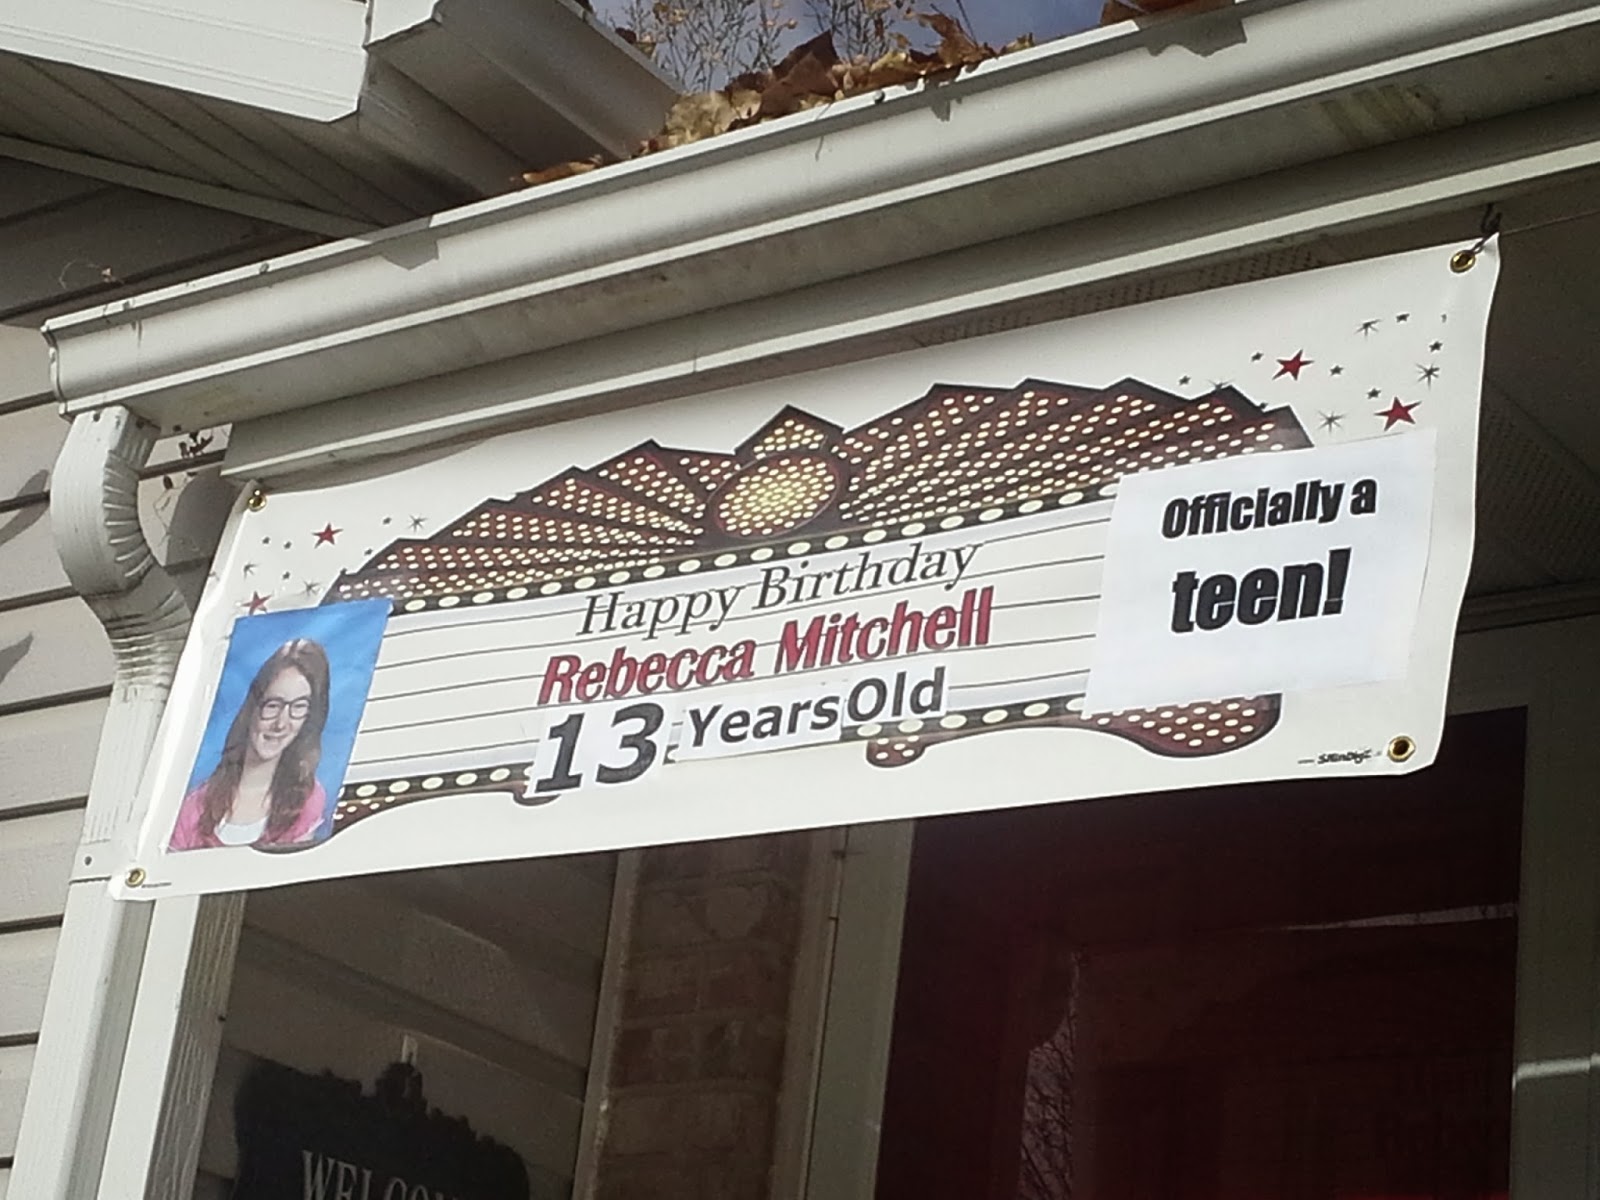 Happy Birthday
Rebecca Mitchell
13 Years Old
Officially a
teen!